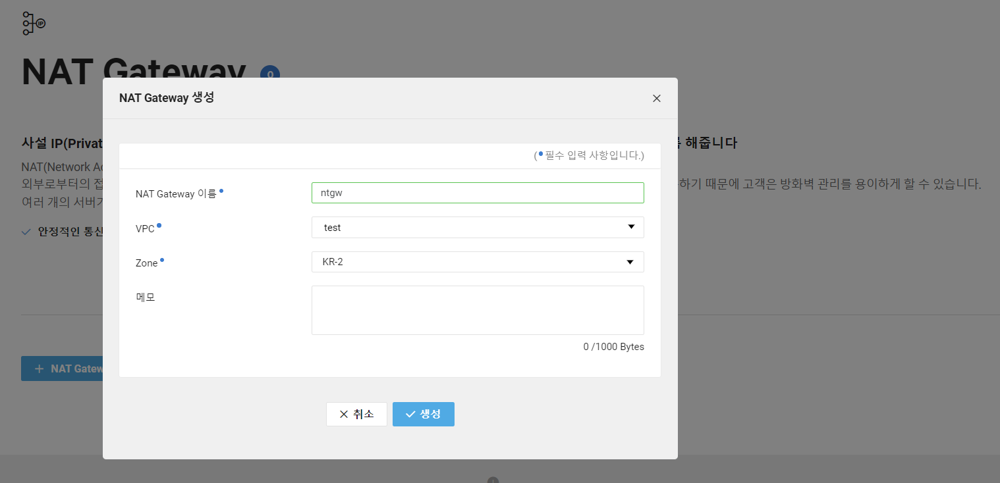 IP
NAT Gateway 0
NAT Gateway 생성
사설 IP(Privat
해줍니다
NAT(Network Ac
(•필수 입력 사항입니다.)
외부로부터의 접
하기 때문에 고객은 방화벽 관리를 용이하게 할 수 있습니다.
NAT Gateway 이름
ntgw
여러 개의 서버가
안정적인 통신
VPC
test
Zone
KR-2
메모
0 /1000 Bytes
+ NAT Gatew
취소
생성